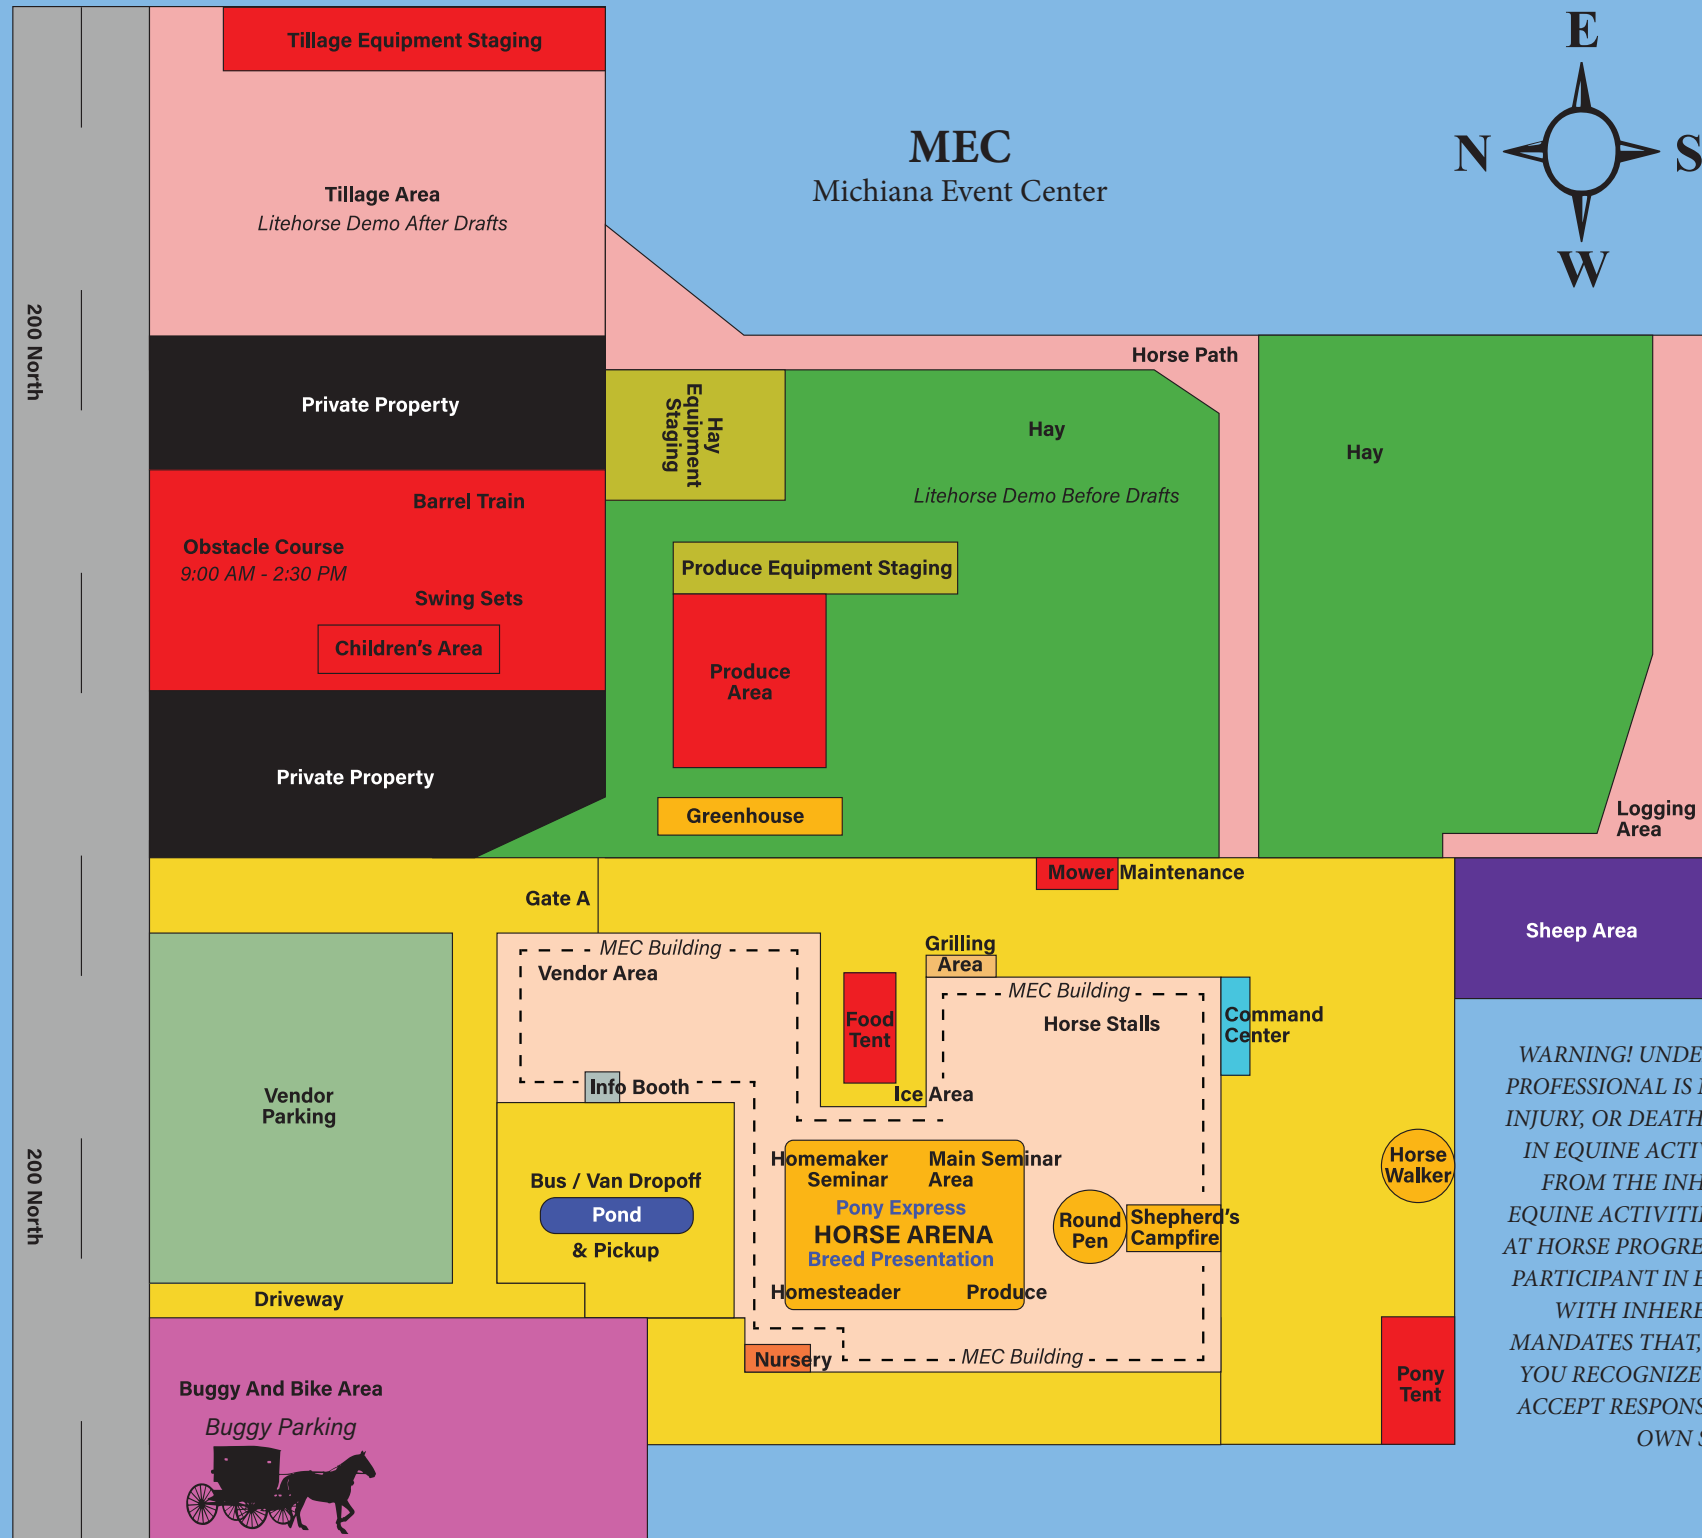 Tillage Equipment Staging
E
N
S
W
MEC
Michiana Event Center
Tillage Area
Litehorse Demo After Drafts
200 North
Horse Path
Private Property
Hay
Equipment
Staging
Hay
Hay
Litehorse Demo Before Drafts
Barrel Train
Obstacle Course
9:00 AM - 2:30 PM
Swing Sets
Children's Area
Produce Equipment Staging
Produce
Area
Private Property
Greenhouse
Logging
Area
Mower Maintenance
Gate A
Sheep Area
MEC Building
Vendor Area
Grilling
Area
MEC Building
Horse Stalls
Food
Tent
Command
Center
Info Booth
Ice Area
Vendor
Parking
Homemaker
Seminar
Main Seminar
Area
Pony Express
HORSE ARENA
Breed Presentation
Homesteader
Produce
Round
Pen
Shepherd's
Campfire
Horse
Walker
Bus / Van Dropoff
Pond
& Pickup
200 North
Driveway
Nursery
MEC Building
Pony
Tent
Buggy And Bike Area
Buggy Parking
WARNING! UNDE
PROFESSIONAL IS
INJURY, OR DEATH
IN EQUINE ACTI
FROM THE INH
EQUINE ACTIVITI
AT HORSE PROGRE
PARTICIPANT IN E
WITH INHERE
MANDATES THAT,
YOU RECOGNIZE
ACCEPT RESPONS
OWN S